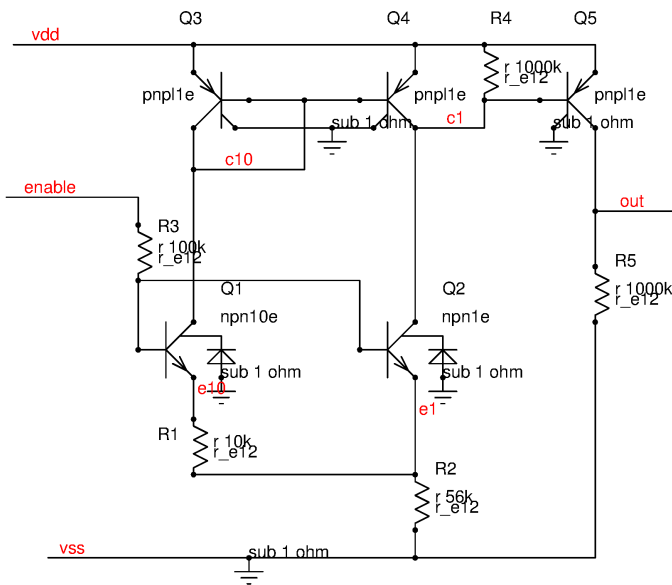 Q3
Q4
R4
Q5
vdd
r 1000k
r_e12
pnpl1e
pnpl1e
pnpl1e
sub 1 ohm
c1
sub 1 ohm
c10
enable
out
R3
r 100k
r_e12
R5
r 1000k
r_e12
Q1
npn10e
Q2
npn1e
sub 1 ohm
sub 1 ohm
e10
e1
R1
r 10k
r_e12
R2
r 56k
r_e12
vss
sub 1 ohm